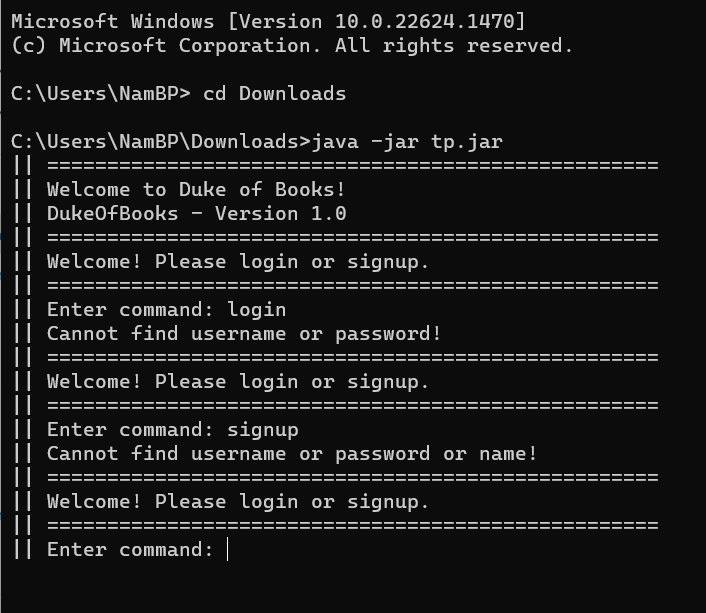 Microsoft Windows [Version 10.0.22624.1470]
(c) Microsoft Corporation. All rights reserved.
C:\Users\NamBP> cd Downloads
C:\Users\NamBP\Downloads>java -jar tp.jar
|| ===================================================
|| Welcome to Duke of Books!
|| DukeOfBooks - Version 1.0
|| ===================================================
|| Welcome! Please login or signup.
|| ===================================================
|| Enter command: login
|| Cannot find username or password!
|| ===================================================
|| Welcome! Please login or signup.
|| ===================================================
|| Enter command: signup
|| Cannot find username or password or name!
|| ===================================================
|| Welcome! Please login or signup.
|| ===================================================
|| Enter command: